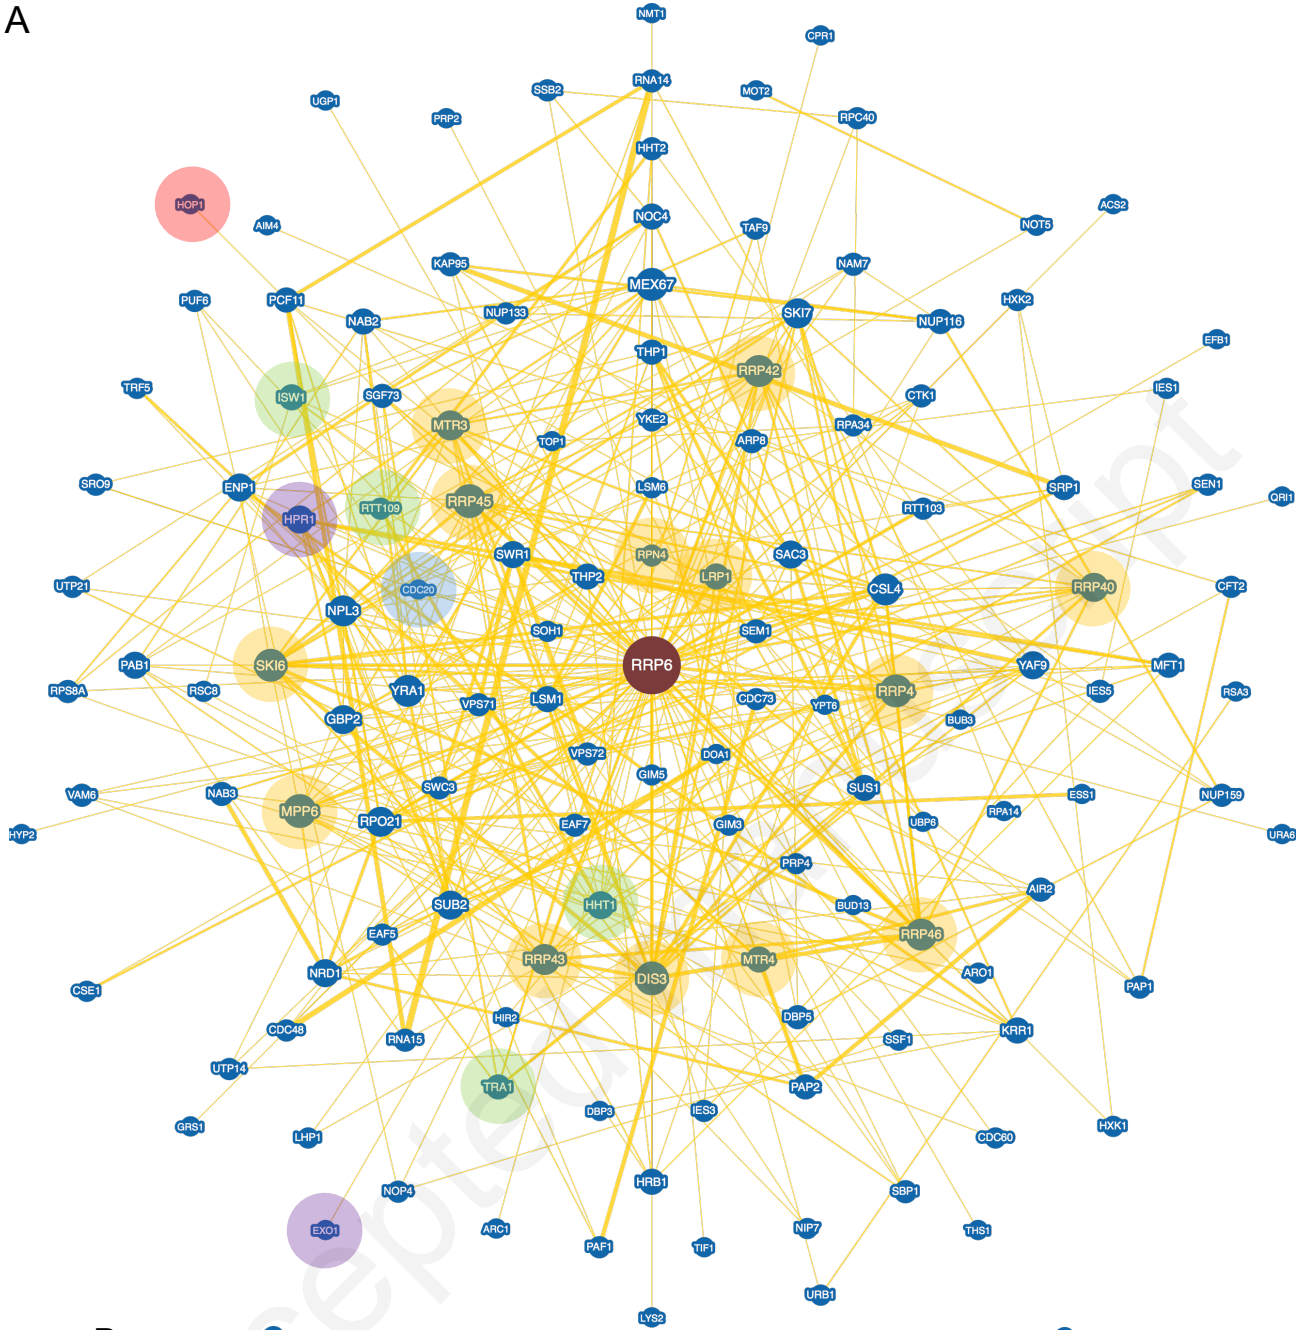 A
NMT1
CPR1
RNA14
SSB2
MOT2
UGP1
PRP2
RPC40
HHT2
HOP1
ACS2
NOC4
AIM4
TAF9
NOT5
KAP95
NAM7
MEX67
PUF6
PCF11
HXK2
NUP133
SKI7
NAB2
NUP116
EFB1
THP1
RRP42
TRF5
IES1
ISW1
SGF73
CTK1
MTR3
YKE2
RPA34
TOP1
ARP8
SRO9
ENP1
LSM6
SRP1
SEN1
QRI1
RRP45
RTT109
RTT103
HPR1
SWR1
RPN4
SAC3
THP2
LRP1
UTP21
CDC20
CSL4
RRP40
CFT2
NPL3
SOH1
SEM1
PAB1
SKI6
RRP6
YAF9
MFT1
RPS8A
RSC8
YRA1
VPS71
LSM1
CDC73
YPT6
RRP4
IES5
RSA3
GBP2
BUB3
VPS72
DOA1
GIM5
VAM6
NAB3
SWC3
SUS1
ESS1
NUP159
MPP6
RPO21
EAF7
GIM3
UBP6
RPA14
HYP2
URA6
PRP4
SUB2
HHT1
BUD13
AIR2
EAF5
RRP46
NRD1
RRP43
DIS3
MTR4
ARO1
CSE1
PAP1
HIR2
DBP5
CDC48
RNA15
SSF1
KRR1
UTP14
TRA1
PAP2
GRS1
LHP1
DBP3
IES3
CDC60
HXK1
NOP4
HRB1
SBP1
EXO1
ARC1
PAF1
TIF1
NIP7
THS1
URB1
LYS2